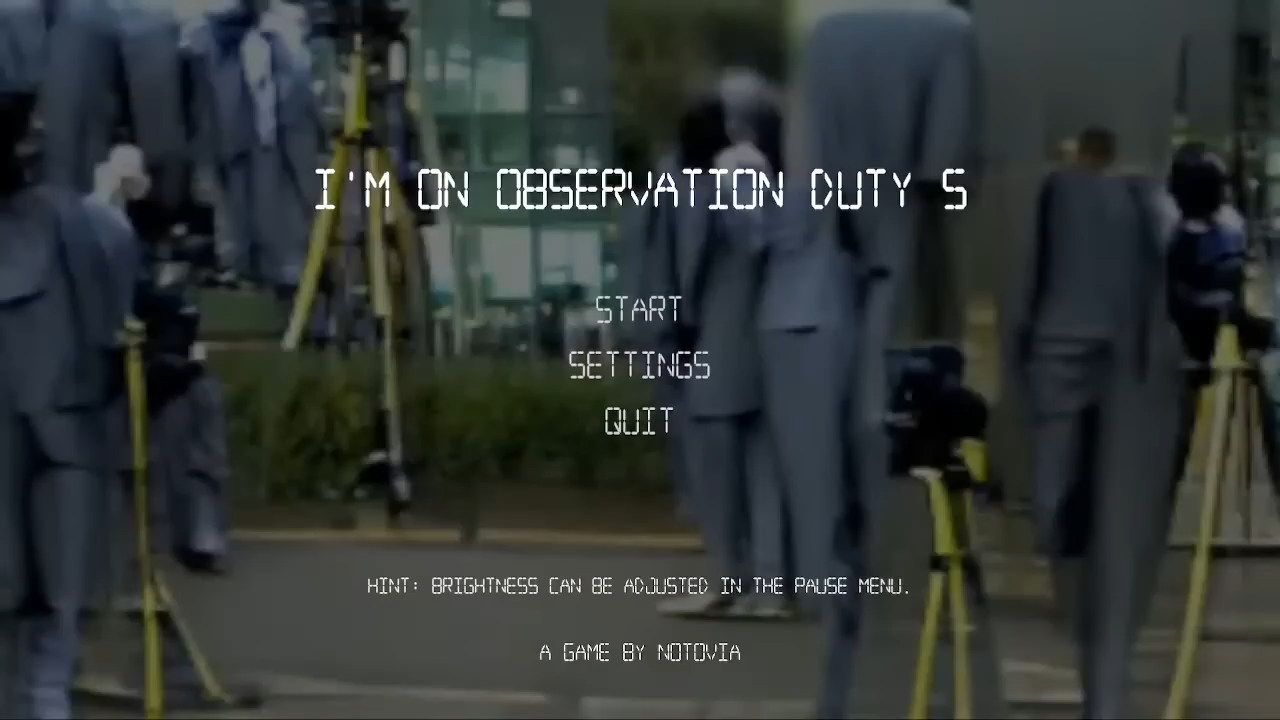 I'M ON OBSERVATION DUTY 5
START
SETTINGS
QUIT
HINT: BRIGHTNESS CAN BE ADJUSTED IN THE PAUSE MENU.
A GAME BY NOTOVIA